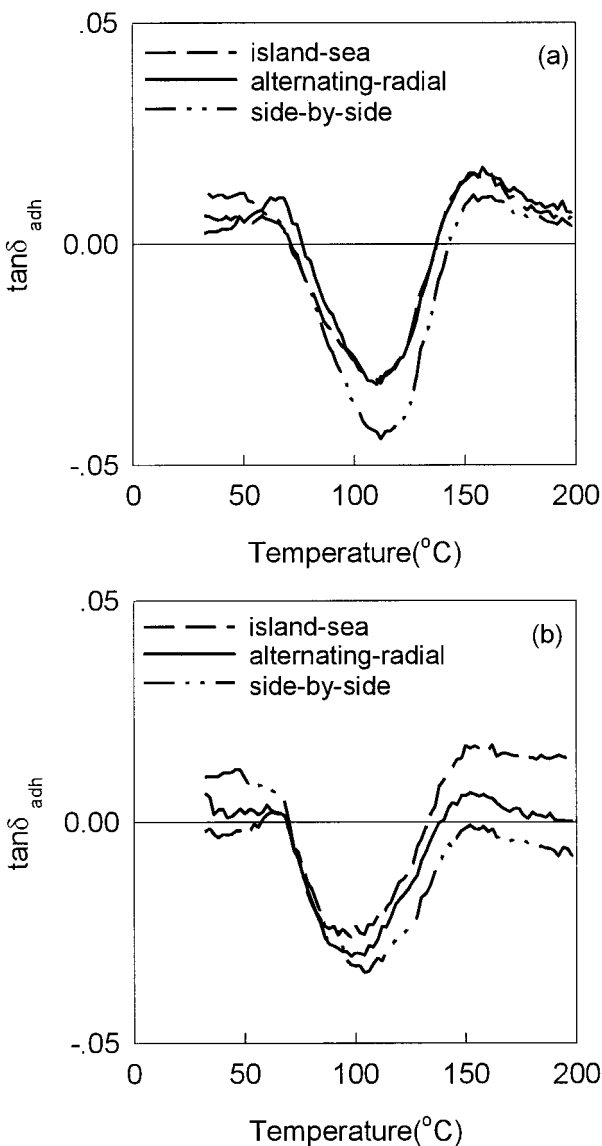 .05
island-sea
(a)
alternating-radial
side-by-side
0.00
tanδ adh
-.05
0
50
100
150
200
Temperature(°C)
.05
island-sea
(b)
alternating-radial
side-by-side
0.00
tanδ adh
-.05
0
50
100
150
200
Temperature(°C)